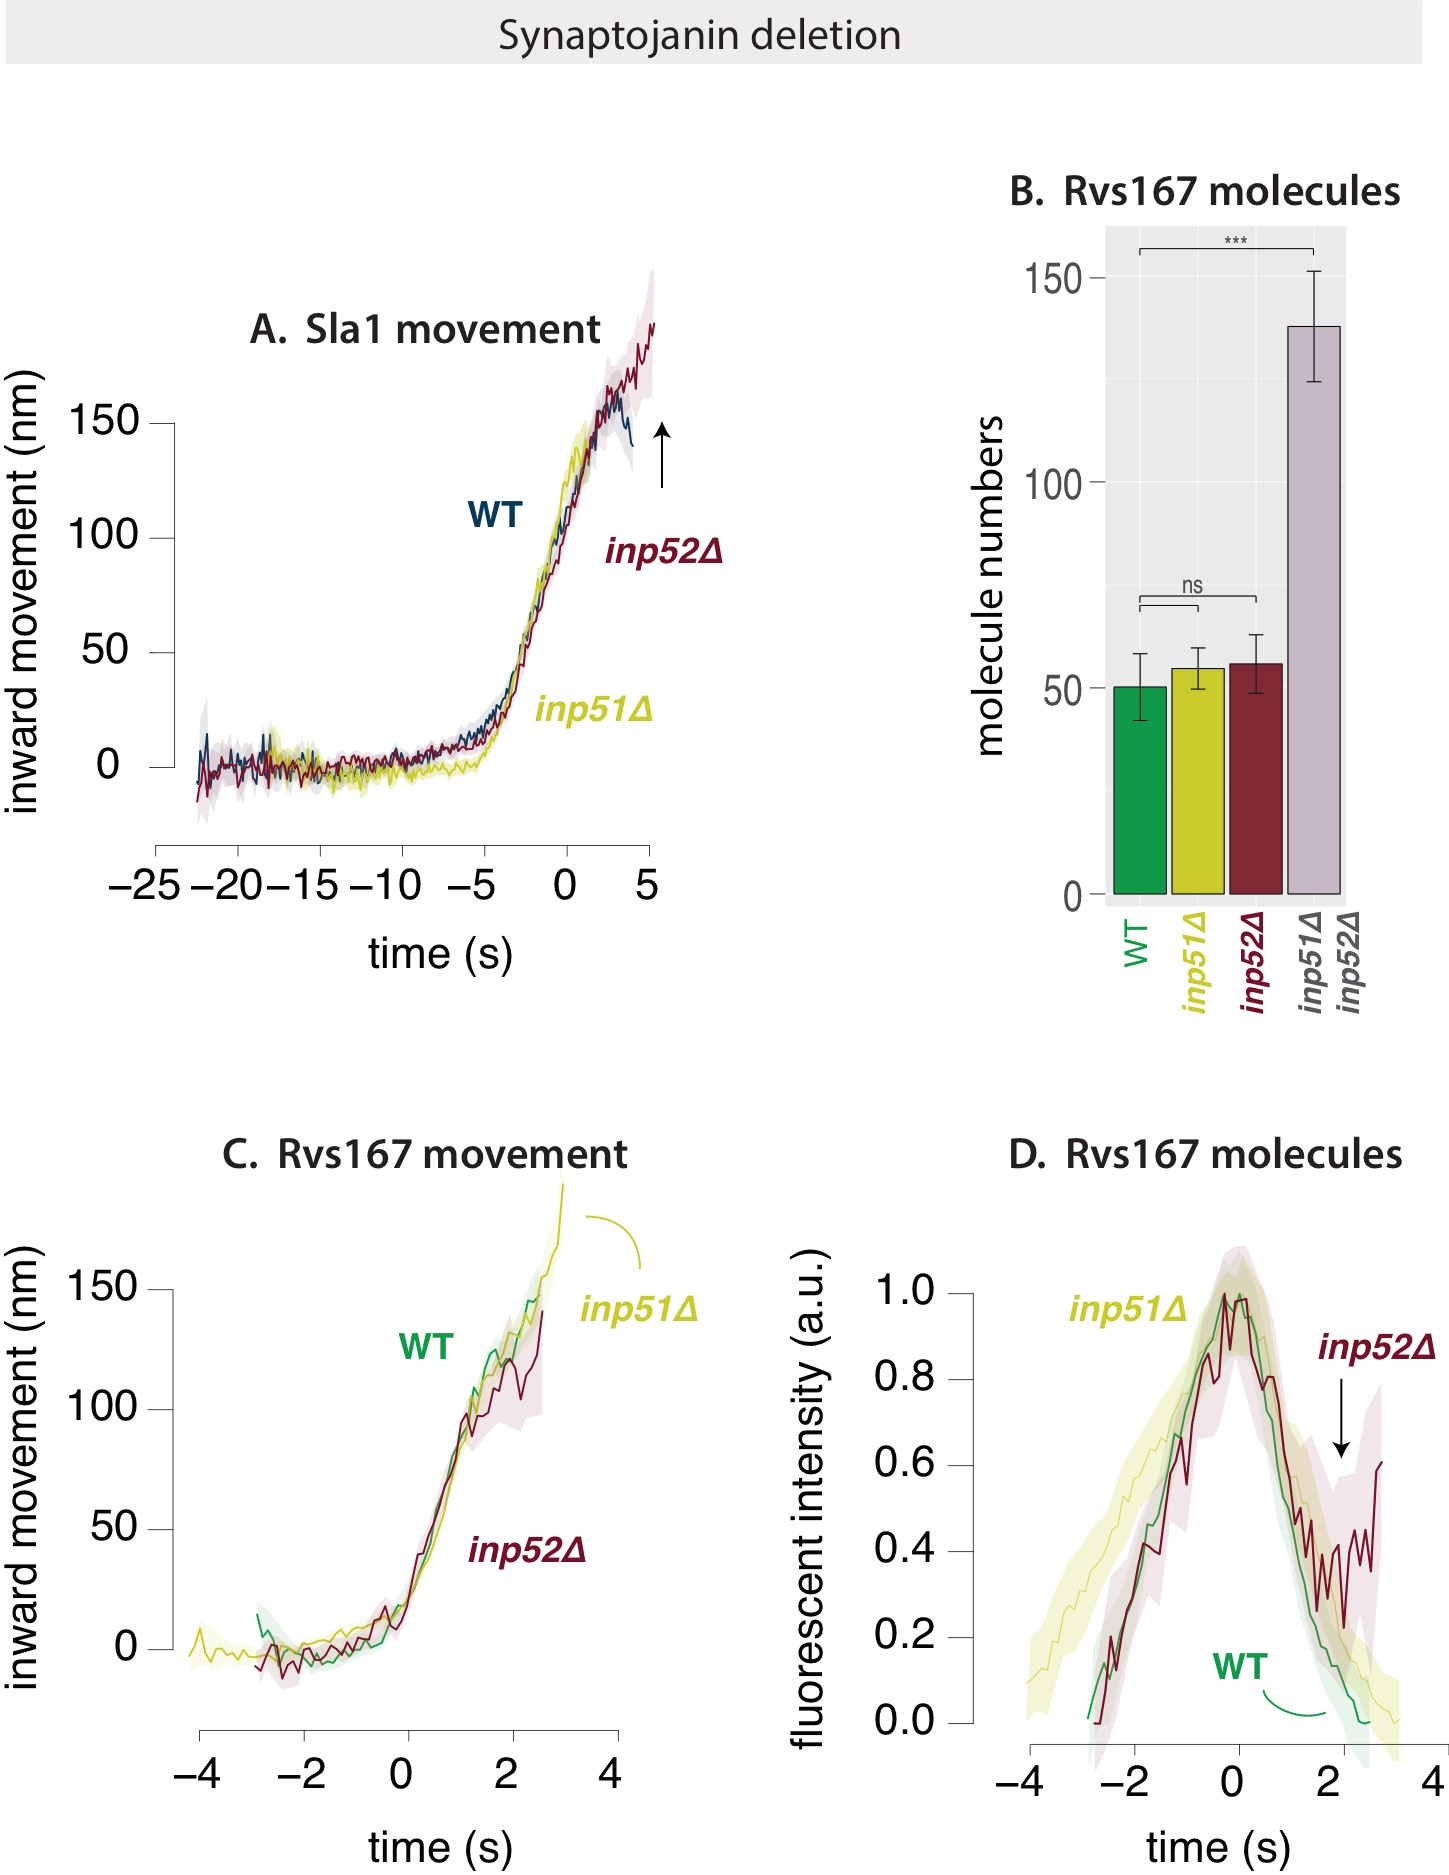 Synaptojanin deletion
B. Rvs167 molecules
***
150
100
50
0
ns
molecule numbers
WT
inp51Δ
inp52Δ
inp51Δ
inp52Δ
A. Sla1 movement
inward movement (nm)
150
100
50
0
WT
inp52Δ
inp51Δ
−25 −20 −15 −10 −5 0 5
time (s)
C. Rvs167 movement
inward movement (nm)
150
100
50
0
inp51Δ
WT
inp52Δ
−4 −2 0 2 4
time (s)
D. Rvs167 molecules
fluorescent intensity (a.u.)
1.0
0.8
0.6
0.4
0.2
0.0
inp51Δ
inp52Δ
WT
−4 −2 0 2 4
time (s)